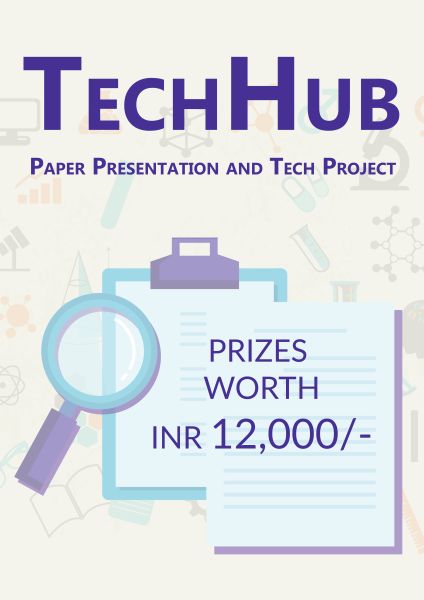 TECHHUB
PAPER PRESENTATION AND TECH PROJECT
PRIZES
WORTH
INR 12,000/-